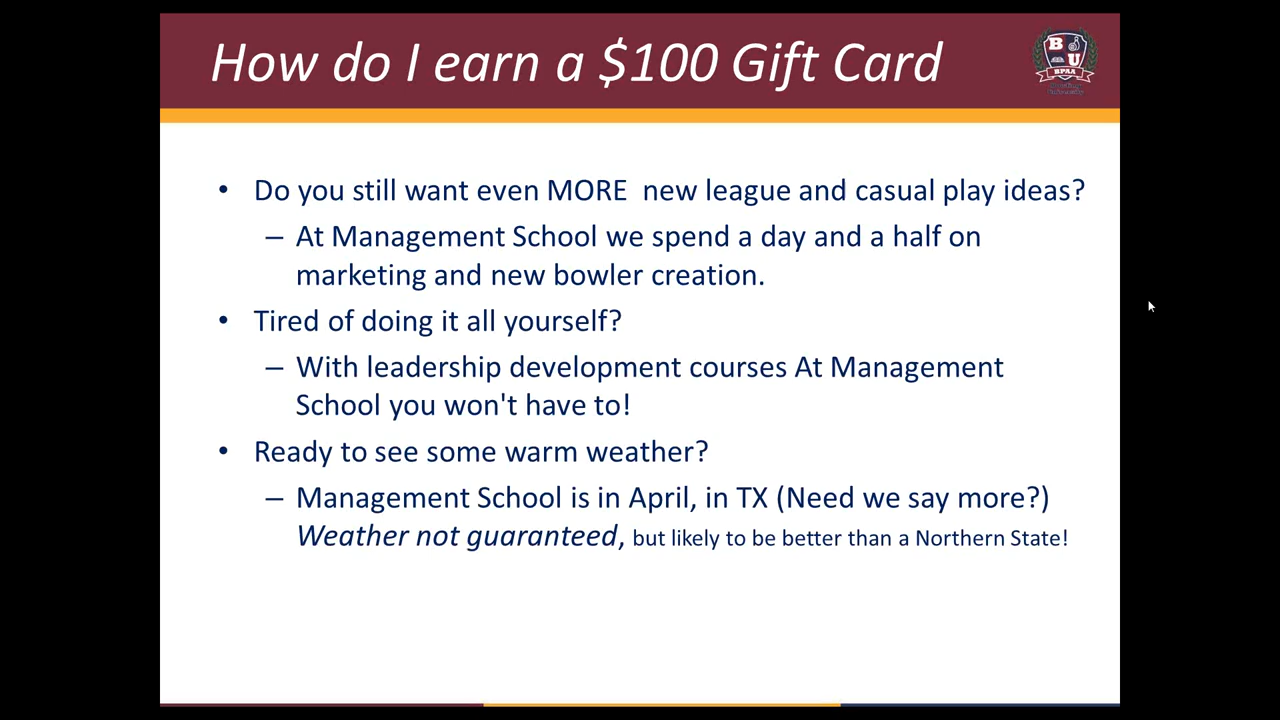 How do I earn a $100 Gift Card
B U
BPAA
• Do you still want even MORE  new league and casual play ideas?
– At Management School we spend a day and a half on
marketing and new bowler creation.
• Tired of doing it all yourself?
– With leadership development courses At Management
School you won't have to!
• Ready to see some warm weather?
– Management School is in April, in TX (Need we say more?)
Weather not guaranteed, but likely to be better than a Northern State!